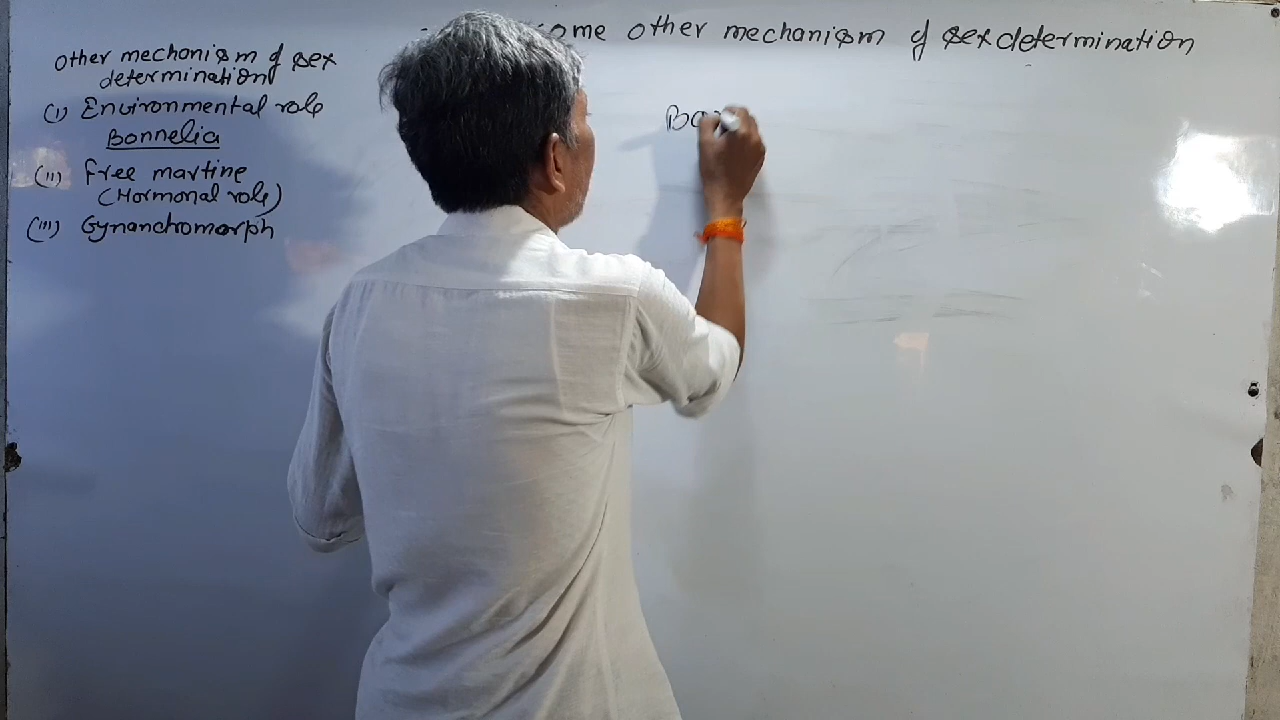 ome other mechanism of sex determination
other mechanism of sex
determination
(i) Environmental role
Bonnelia
(ii) free martine
(Hormonal role)
(iii) Gynanchomorph
Bo